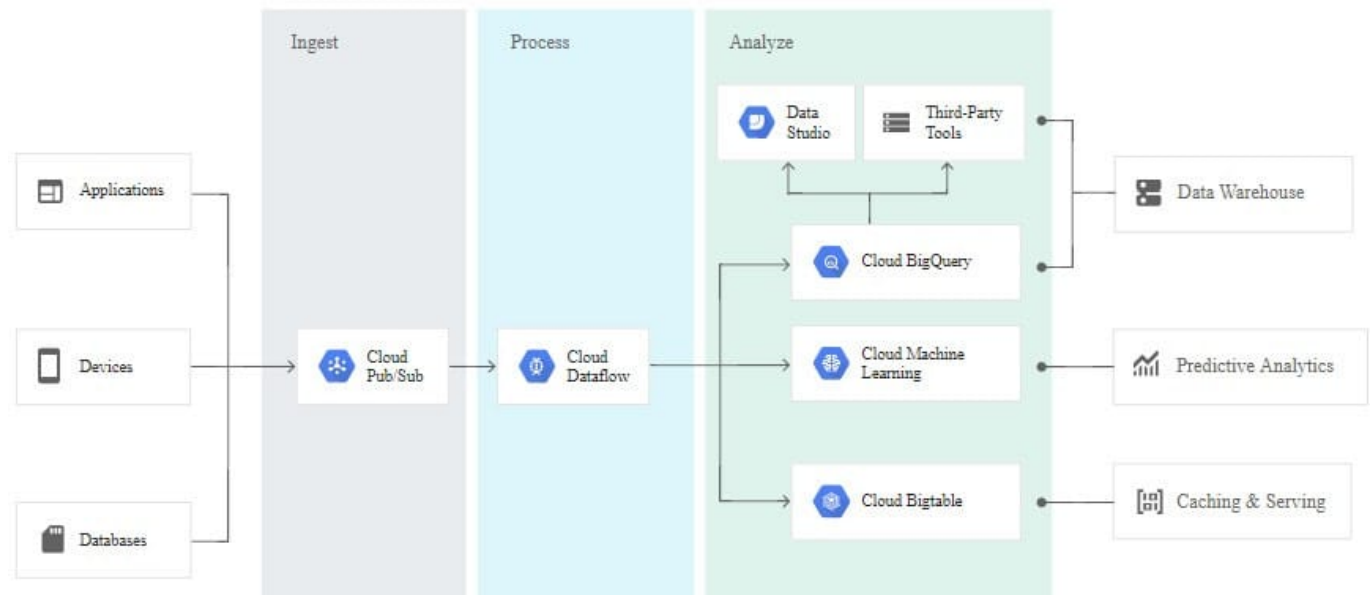 Ingest
Process
Analyze
Data
Studio
Third-Party
Tools
Applications
Data Warehouse
Cloud BigQuery
Devices
Cloud
Pub/Sub
Cloud
Dataflow
Cloud Machine
Learning
Predictive Analytics
Cloud Bigtable
Caching & Serving
Databases